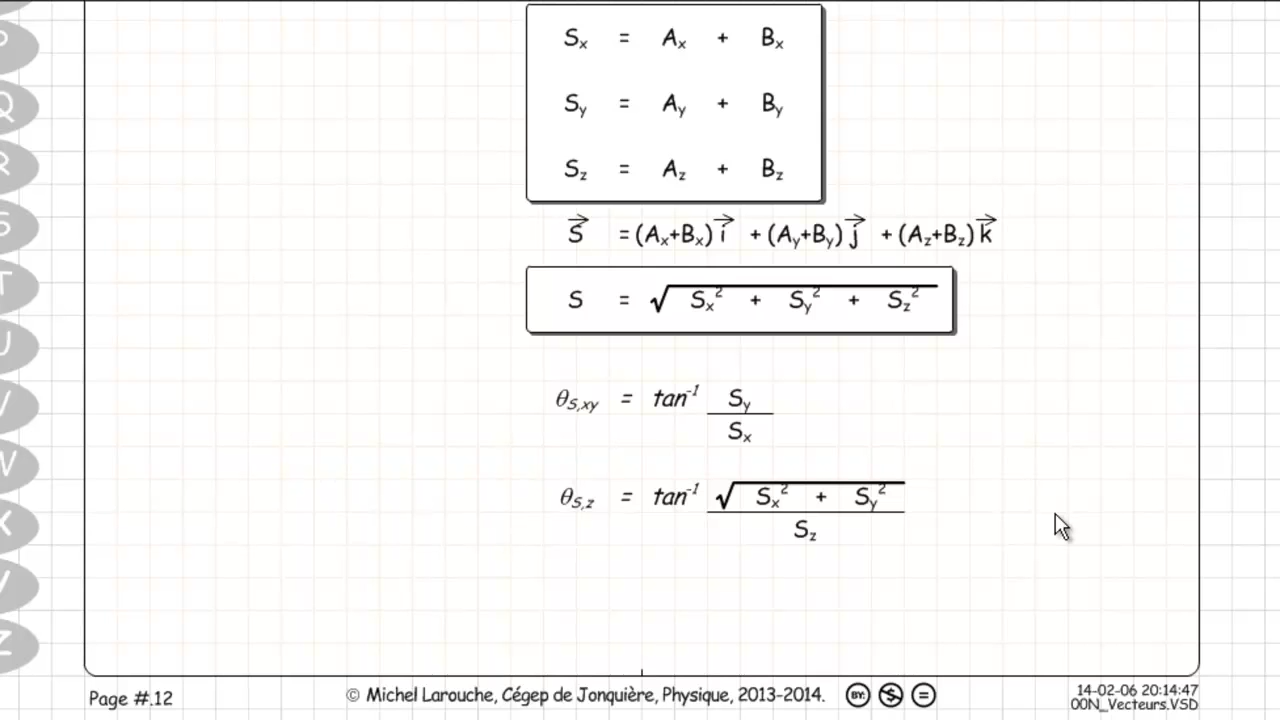 Sx = Ax + Bx
Sy = Ay + By
Sz = Az + Bz
S⃗ = (Ax+Bx) i⃗ + (Ay+By) j⃗ + (Az+Bz) k⃗
S = √ Sx² + Sy² + Sz²
θS,xy = tan⁻¹ Sy
Sx
θS,z = tan⁻¹ √ Sx² + Sy²
Sz
Q
R
S
T
U
V
W
X
Y
Z
Page #.12
© Michel Larouche, Cégep de Jonquière, Physique, 2013-2014.
BY: $ =
14-02-06 20:14:47
00N_Vecteurs.VSD